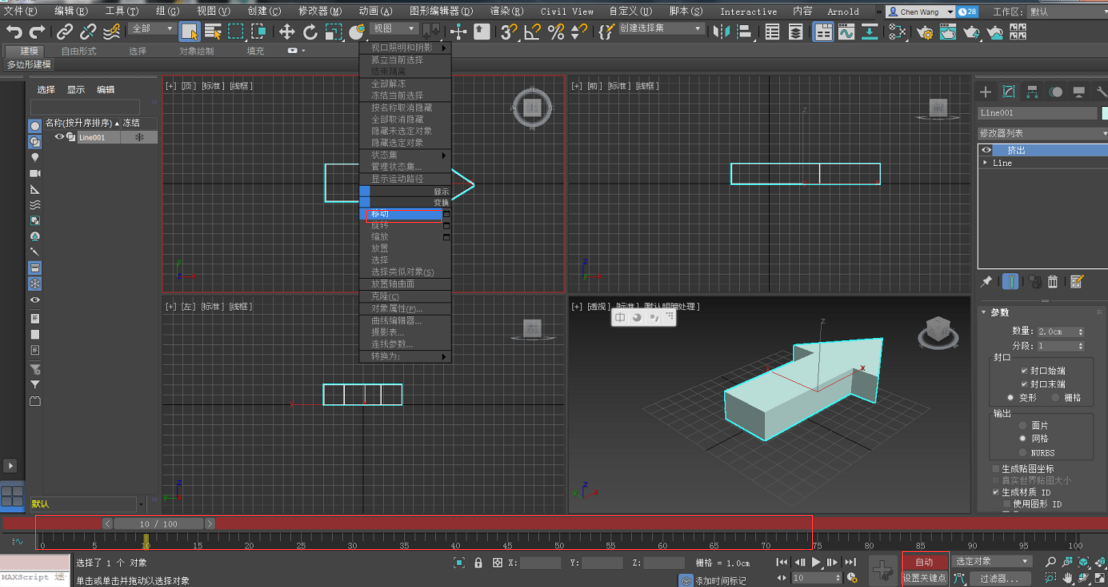 文件(F) 编辑(E) 工具(T) 组(G) 视图(V) 创建(C) 修改器(M) 动画(A) 图形编辑器(D) 渲染(R) Civil View 自定义(U) 脚本(S) Interactive 内容 Arnold Chen Wang 28 工作区: 默认
全部 视图 创建选择集
建模 自由形式 选择 对象绘制 填充
多边形建模
选择 显示 编辑
名称(按升序排序) 冻结
Line001
默认
[+] [顶] [标准] [线框]
视口照明和阴影
孤立当前选择
结束隔离
全部解冻
冻结当前选择
按名称取消隐藏
全部取消隐藏
隐藏未选定对象
隐藏选定对象
状态集
管理状态集...
显示运动路径
显示
变换
移动
旋转
缩放
放置
选择
选择类似对象(S)
放置轴曲面
克隆(C)
对象属性(P)...
曲线编辑器...
摄影表...
连线参数...
转换为:
[+] [前] [标准] [线框]
[+] [左] [标准] [线框]
[+] [透视] [标准] [默认明暗处理]
Line001
修改器列表
挤出
Line
参数
数量: 2.0cm
分段: 1
封口
封口始端
封口末端
变形 栅格
输出
面片
网格
NURBS
生成贴图坐标
真实世界贴图大小
生成材质 ID
使用图形 ID
10 / 100
0 5 10 15 20 25 30 35 40 45 50 55 60 65 70 75 80 85 90 95 100
选择了 1 个 对象
X: Y: Z: 栅格 = 1.0cm
自动 选定对象
MAXScript 迷
单击或单击并拖动以选择对象
添加时间标记
10
设置关键点 过滤器...